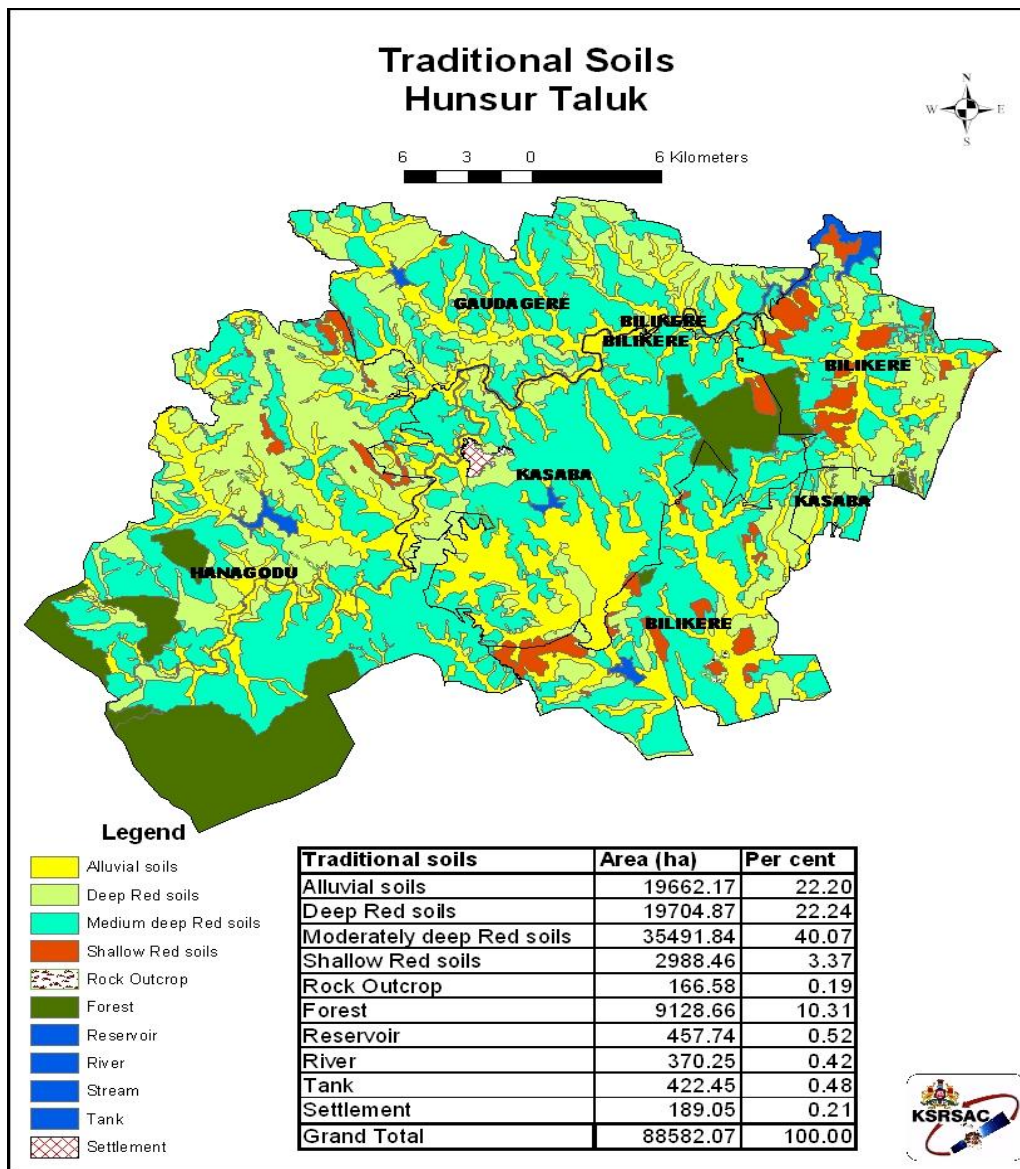 Traditional Soils
Hunsur Taluk
N
W E
S
6 3 0 6 Kilometers
GAUDAGERE
BILIKERE
BILIKERE
BILIKERE
KASABA
KASABA
HANAGODU
BILIKERE
Legend
Alluvial soils
Deep Red soils
Medium deep Red soils
Shallow Red soils
Rock Outcrop
Forest
Reservoir
River
Stream
Tank
Settlement
Traditional soils Area (ha) Per cent
Alluvial soils 19662.17 22.20
Deep Red soils 19704.87 22.24
Moderately deep Red soils 35491.84 40.07
Shallow Red soils 2988.46 3.37
Rock Outcrop 166.58 0.19
Forest 9128.66 10.31
Reservoir 457.74 0.52
River 370.25 0.42
Tank 422.45 0.48
Settlement 189.05 0.21
Grand Total 88582.07 100.00
KSRSAC